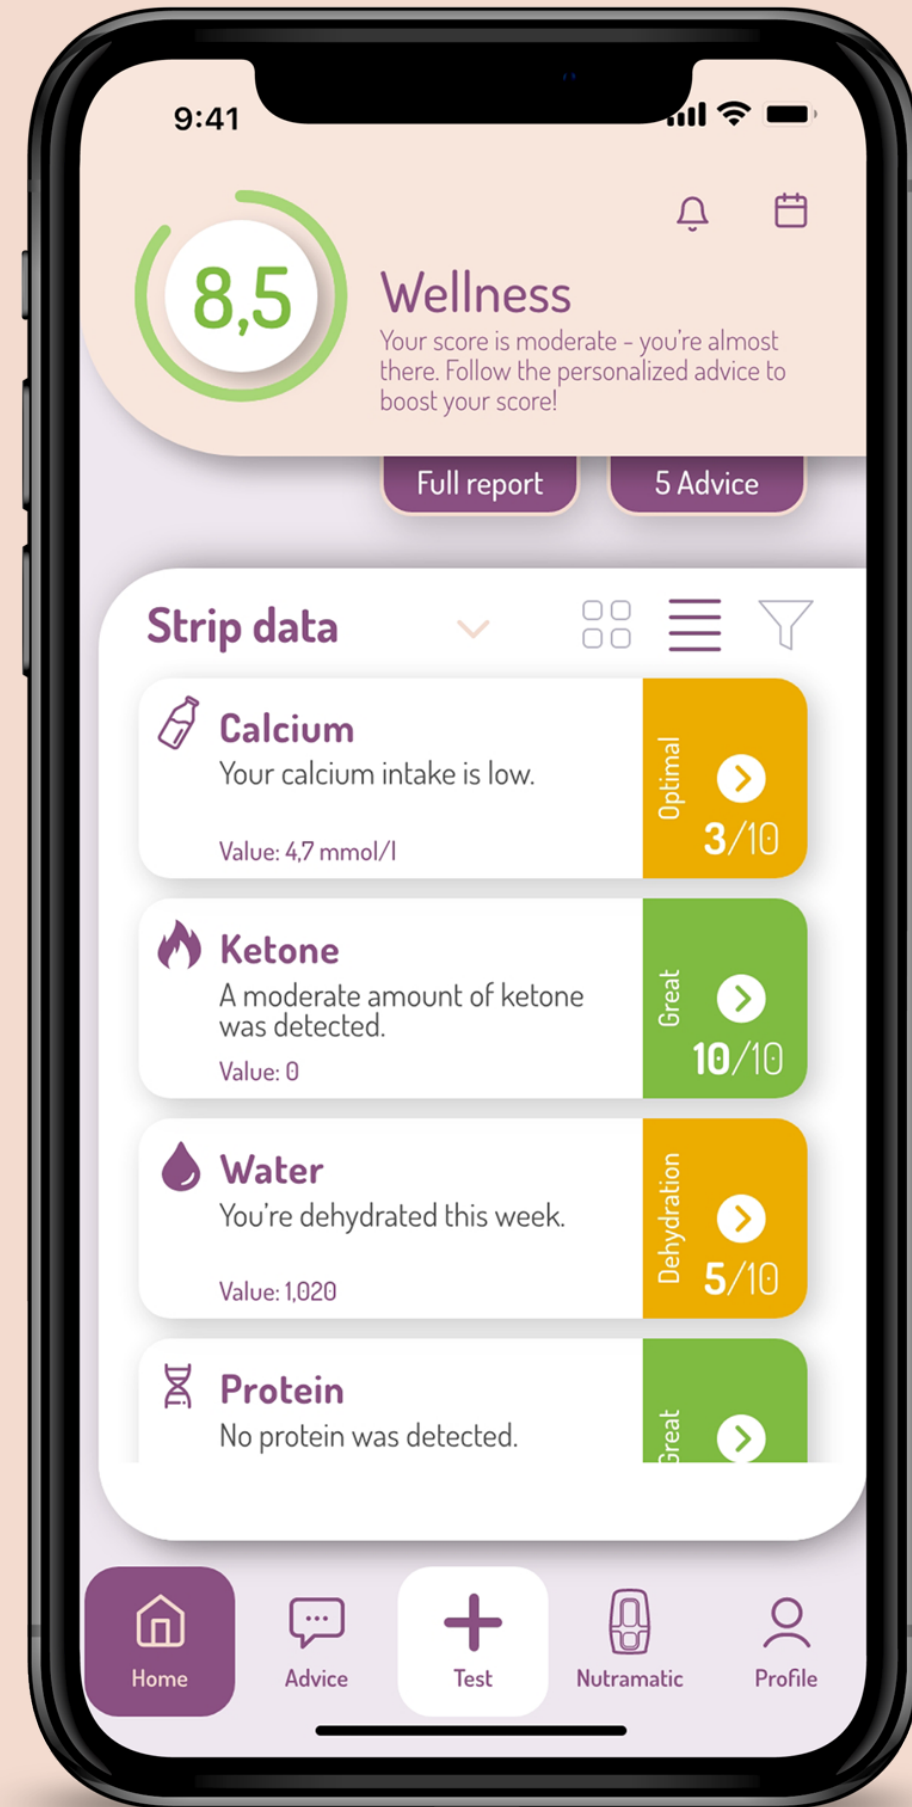 9:41
8,5
Wellness
Your score is moderate - you're almost
there. Follow the personalized advice to
boost your score!
Full report
5 Advice
Strip data
Calcium
Your calcium intake is low.
Value: 4,7 mmol/l
Optimal
3/10
Ketone
A moderate amount of ketone
was detected.
Value: 0
Great
10/10
Water
You're dehydrated this week.
Value: 1,020
Dehydration
5/10
Protein
No protein was detected.
Great
Home
Advice
Test
Nutramatic
Profile